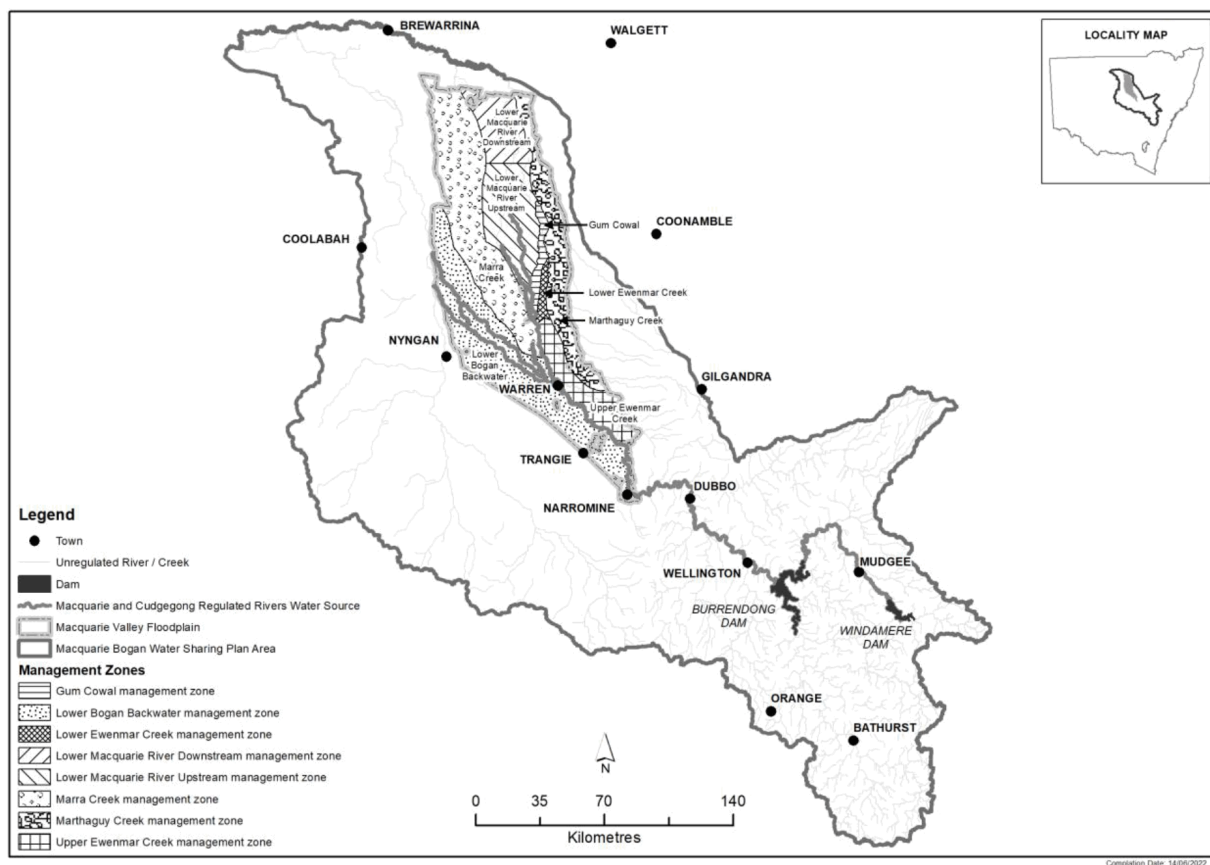 BREWARRINA
WALGETT
LOCALITY MAP
Lower
Macquarie
River
Downstream
Lower
Macquarie
River
Upstream
Gum Cowal
COONAMBLE
COOLABAH
Marra
Creek
Lower Ewenmar Creek
Marthaguy Creek
NYNGAN
Lower
Bogan
Backwater
WARREN
GILGANDRA
Upper Ewenmar
Creek
TRANGIE
DUBBO
NARROMINE
WELLINGTON
MUDGEE
BURRENDONG
DAM
WINDAMERE
DAM
ORANGE
BATHURST
N
0 35 70 140
Kilometres
Legend
Town
Unregulated River / Creek
Dam
Macquarie and Cudgegong Regulated Rivers Water Source
Macquarie Valley Floodplain
Macquarie Bogan Water Sharing Plan Area
Management Zones
Gum Cowal management zone
Lower Bogan Backwater management zone
Lower Ewenmar Creek management zone
Lower Macquarie River Downstream management zone
Lower Macquarie River Upstream management zone
Marra Creek management zone
Marthaguy Creek management zone
Upper Ewenmar Creek management zone
Compilation Date: 14/06/2022